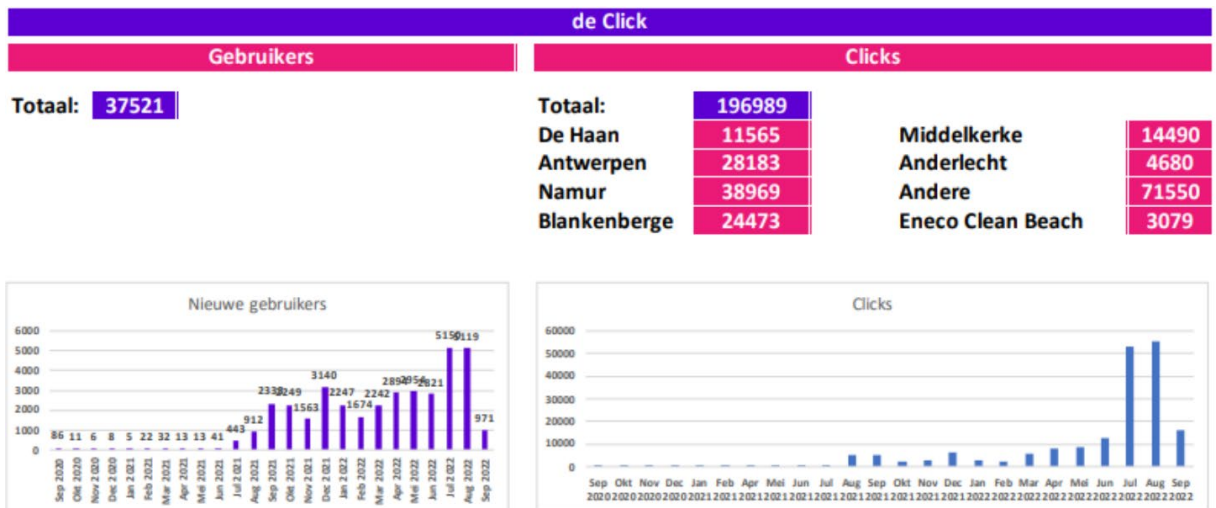 de Click
Gebruikers
Clicks
Totaal: 37521
Totaal: 196989
De Haan 11565 Middelkerke 14490
Antwerpen 28183 Anderlecht 4680
Namur 38969 Andere 71550
Blankenberge 24473 Eneco Clean Beach 3079
Nieuwe gebruikers
6000
5000
4000
3000
2000
1000
0
86 11 6 8 5 22 32 13 13 41 443 912 2249 1563 3140 2247 1674 2242 2821 5119 971
Sep 2020 Okt 2020 Nov 2020 Dec 2020 Jan 2021 Feb 2021 Mar 2021 Apr 2021 Mei 2021 Jun 2021 Jul 2021 Aug 2021 Sep 2021 Okt 2021 Nov 2021 Dec 2021 Jan 2022 Feb 2022 Mar 2022 Apr 2022 Mei 2022 Jun 2022 Jul 2022 Aug 2022 Sep 2022
Clicks
60000
50000
40000
30000
20000
10000
0
Sep Okt Nov Dec Jan Feb Apr Mei Jun Jul Aug Sep Okt Nov Dec Jan Feb Mar Apr Mei Jun Jul Aug Sep
2020 2020 2020 2020 2021 2021 2021 2021 2021 2021 2021 2021 2021 2021 2021 2022 2022 2022 2022 2022 2022 2022 2022 2022